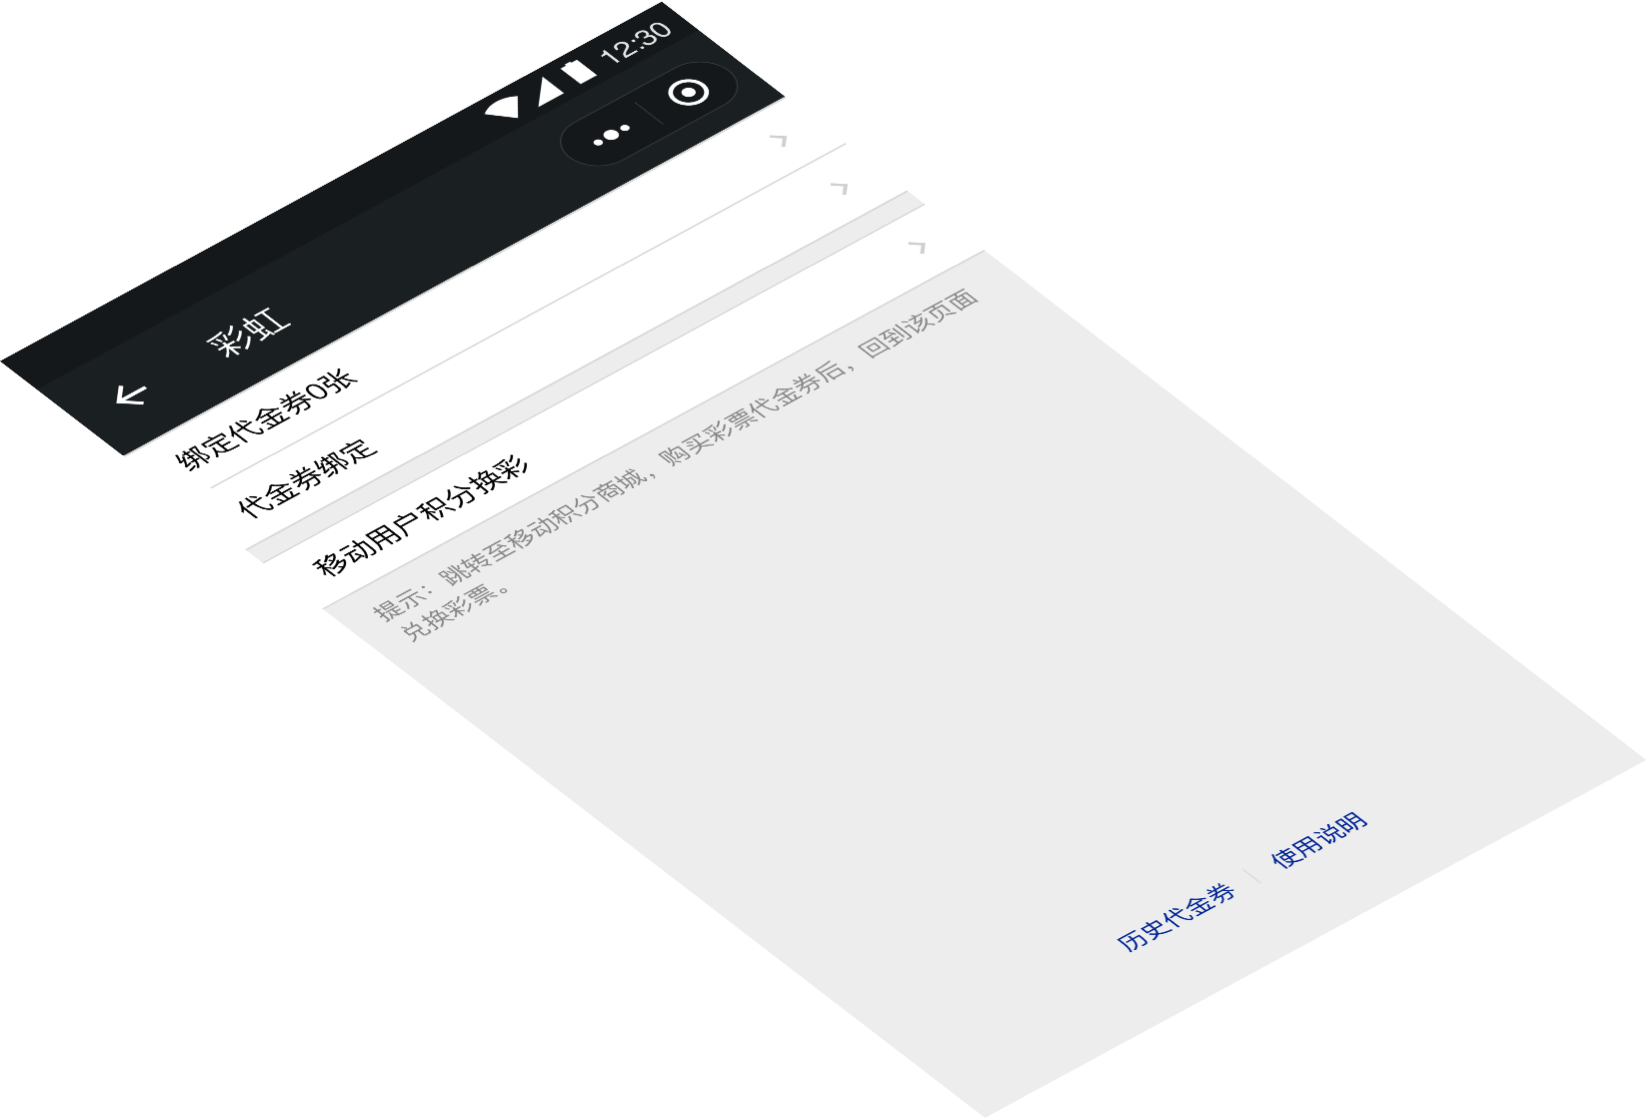 12:30
彩虹
绑定代金券0张
代金券绑定
移动用户积分换彩
提示：跳转至移动积分商城，购买彩票代金券后，回到该页面
兑换彩票。
历史代金券
使用说明